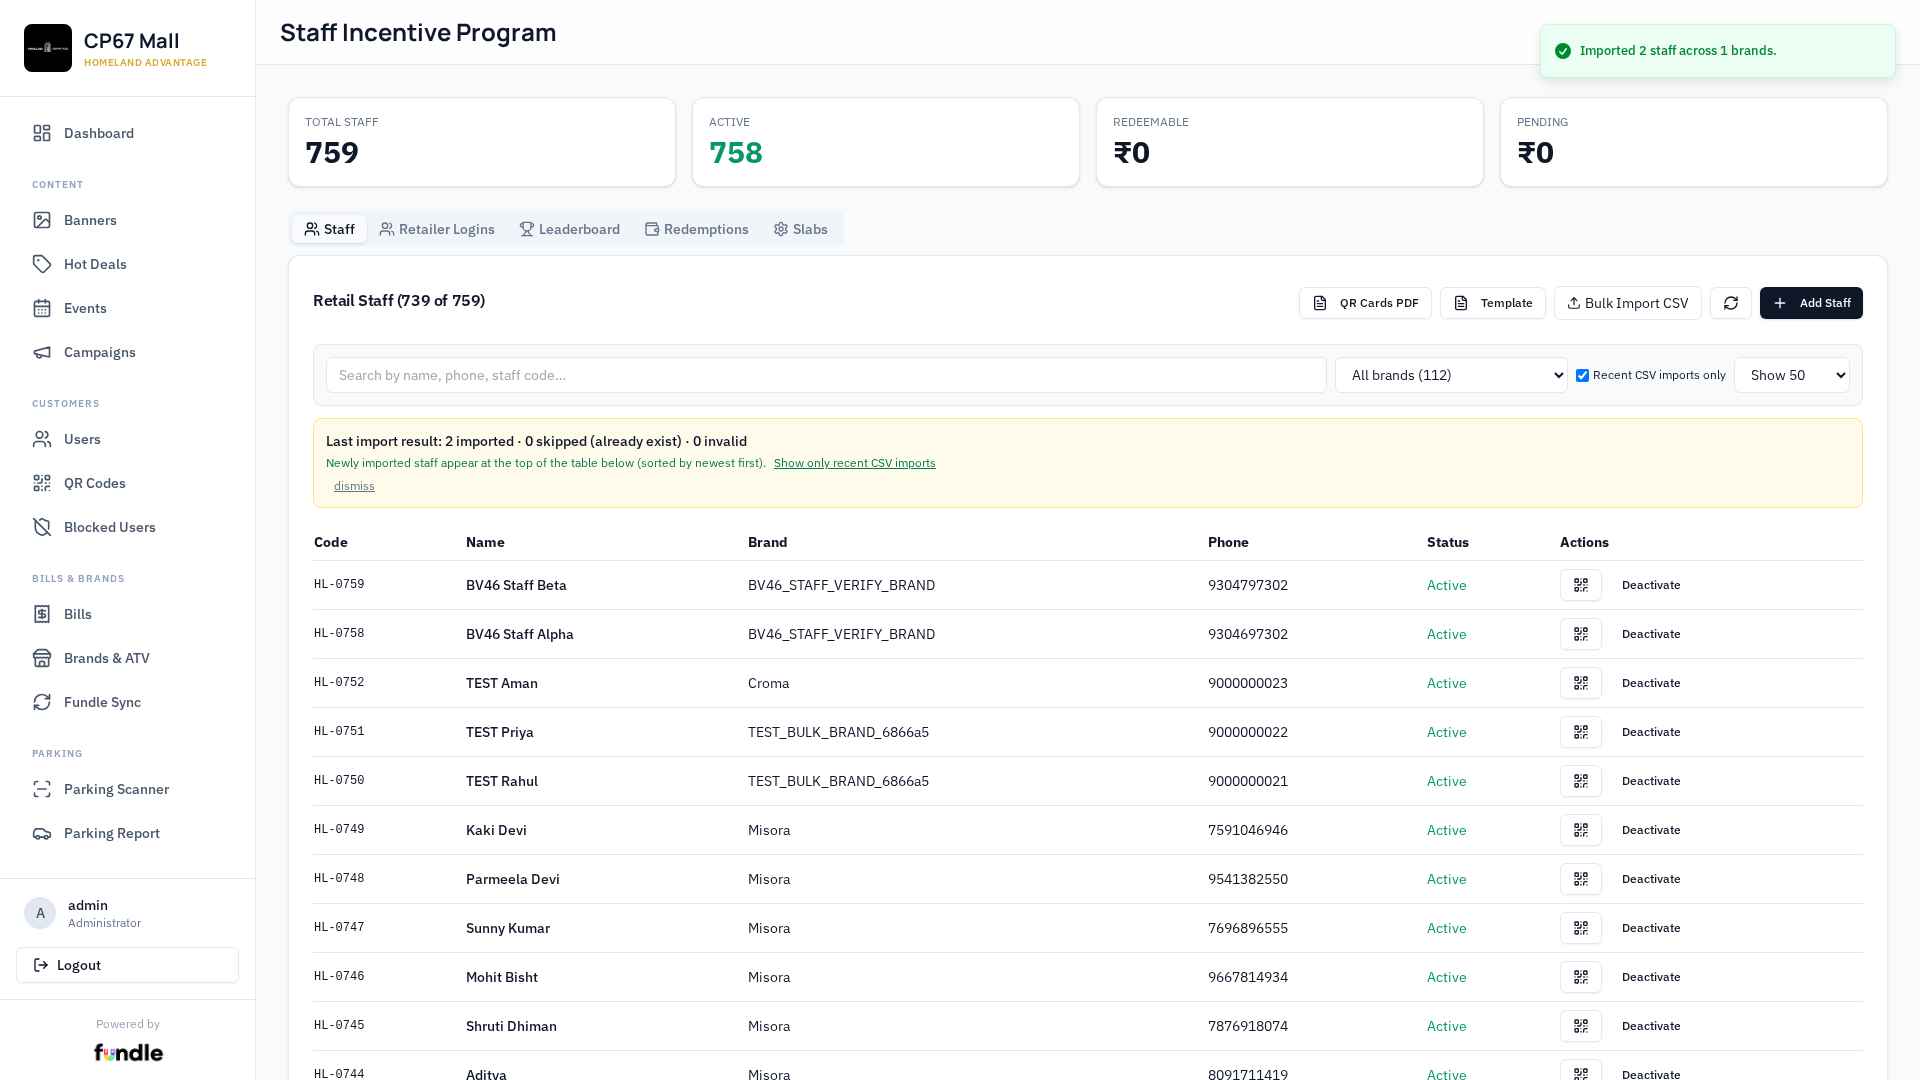 CP67 Mall
HOMELAND ADVANTAGE
Dashboard
CONTENT
Banners
Hot Deals
Events
Campaigns
CUSTOMERS
Users
QR Codes
Blocked Users
BILLS & BRANDS
Bills
Brands & ATV
Fundle Sync
PARKING
Parking Scanner
Parking Report
A
admin
Administrator
Logout
Powered by
fundle
Staff Incentive Program
Imported 2 staff across 1 brands.
TOTAL STAFF
759
ACTIVE
758
REDEEMABLE
₹0
PENDING
₹0
Staff Retailer Logins Leaderboard Redemptions Slabs
Retail Staff (739 of 759)
QR Cards PDF Template Bulk Import CSV Add Staff
Search by name, phone, staff code... All brands (112) Recent CSV imports only Show 50
Last import result: 2 imported · 0 skipped (already exist) · 0 invalid
Newly imported staff appear at the top of the table below (sorted by newest first). Show only recent CSV imports
dismiss
Code Name Brand Phone Status Actions
HL-0759 BV46 Staff Beta BV46_STAFF_VERIFY_BRAND 9304797302 Active Deactivate
HL-0758 BV46 Staff Alpha BV46_STAFF_VERIFY_BRAND 9304697302 Active Deactivate
HL-0752 TEST Aman Croma 9000000023 Active Deactivate
HL-0751 TEST Priya TEST_BULK_BRAND_6866a5 9000000022 Active Deactivate
HL-0750 TEST Rahul TEST_BULK_BRAND_6866a5 9000000021 Active Deactivate
HL-0749 Kaki Devi Misora 7591046946 Active Deactivate
HL-0748 Parmeela Devi Misora 9541382550 Active Deactivate
HL-0747 Sunny Kumar Misora 7696896555 Active Deactivate
HL-0746 Mohit Bisht Misora 9667814934 Active Deactivate
HL-0745 Shruti Dhiman Misora 7876918074 Active Deactivate
HL-0744 Aditya Misora 8091711419 Active Deactivate